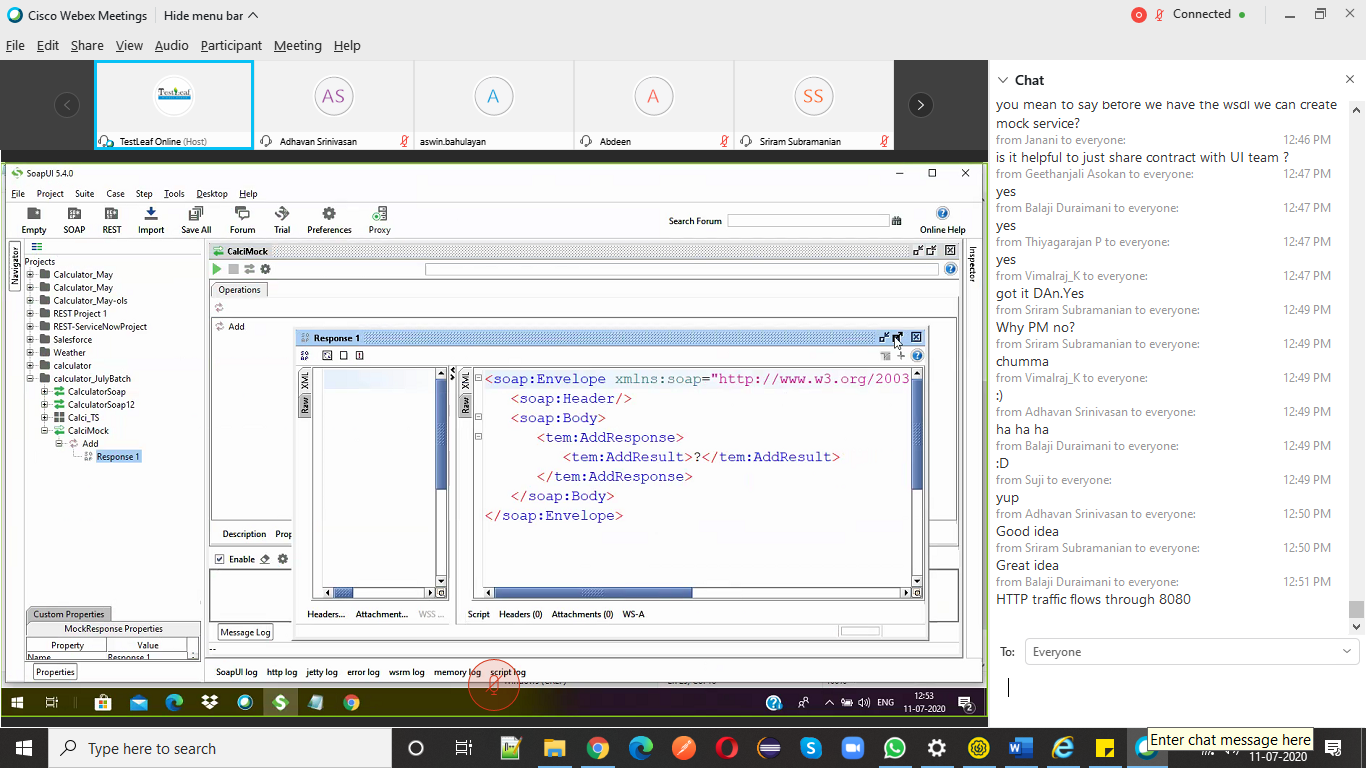 Cisco Webex Meetings
Hide menu bar
Connected
File Edit Share View Audio Participant Meeting Help
TestLeaf
AS
A
A
SS
TestLeaf Online (Host)
Adhavan Srinivasan
aswin.bahulayan
Abdeen
Sriram Subramanian
SoapUI 5.4.0
File Project Suite Case Step Tools Desktop Help
Empty SOAP REST Import Save All Forum Trial Preferences Proxy
Search Forum
Online Help
Navigator
Projects
Calculator_May
Calculator_May
Calculator_May-ols
REST Project 1
REST-ServiceNowProject
Salesforce
Weather
calculator
calculator_JulyBatch
CalculatorSoap
CalculatorSoap12
Calci_TS
CalciMock
Add
Response 1
CalciMock
Operations
Add
Inspector
Response 1
XML
Raw
XML
Raw
<soap:Envelope xmlns:soap="http://www.w3.org/2003
<soap:Header/>
<soap:Body>
<tem:AddResponse>
<tem:AddResult>?</tem:AddResult>
</tem:AddResponse>
</soap:Body>
</soap:Envelope>
Headers... Attachment... WSS ...
Script Headers (0) Attachments (0) WS-A
Description Prop
Enable
Message Log
--
Custom Properties
MockResponse Properties
Property Value
Name Response 1
Properties
SoapUI log http log jetty log error log wsrm log memory log script log
ENG
12:53
11-07-2020
2
Chat
you mean to say before we have the wsdl we can create
mock service?
from Janani to everyone: 12:46 PM
is it helpful to just share contract with UI team ?
from Geethanjali Asokan to everyone: 12:47 PM
yes
from Balaji Duraimani to everyone: 12:47 PM
yes
from Thiyagarajan P to everyone: 12:47 PM
yes
from Vimalraj_K to everyone: 12:47 PM
got it DAn.Yes
from Sriram Subramanian to everyone: 12:49 PM
Why PM no?
from Sriram Subramanian to everyone: 12:49 PM
chumma
from Vimalraj_K to everyone: 12:49 PM
:)
from Adhavan Srinivasan to everyone: 12:49 PM
ha ha ha
from Balaji Duraimani to everyone: 12:49 PM
:D
from Suji to everyone: 12:49 PM
yup
from Adhavan Srinivasan to everyone: 12:50 PM
Good idea
from Sriram Subramanian to everyone: 12:50 PM
Great idea
from Balaji Duraimani to everyone: 12:51 PM
HTTP traffic flows through 8080
To: Everyone
Enter chat message here
Type here to search
11-07-2020